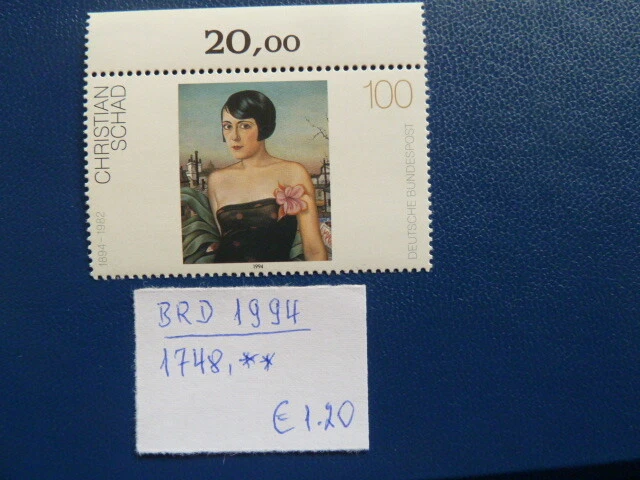 20,00
CHRISTIAN
SCHAD
1894-1982
100
DEUTSCHE BUNDESPOST
1994
BRD 1994
1748, **
€ 1.20